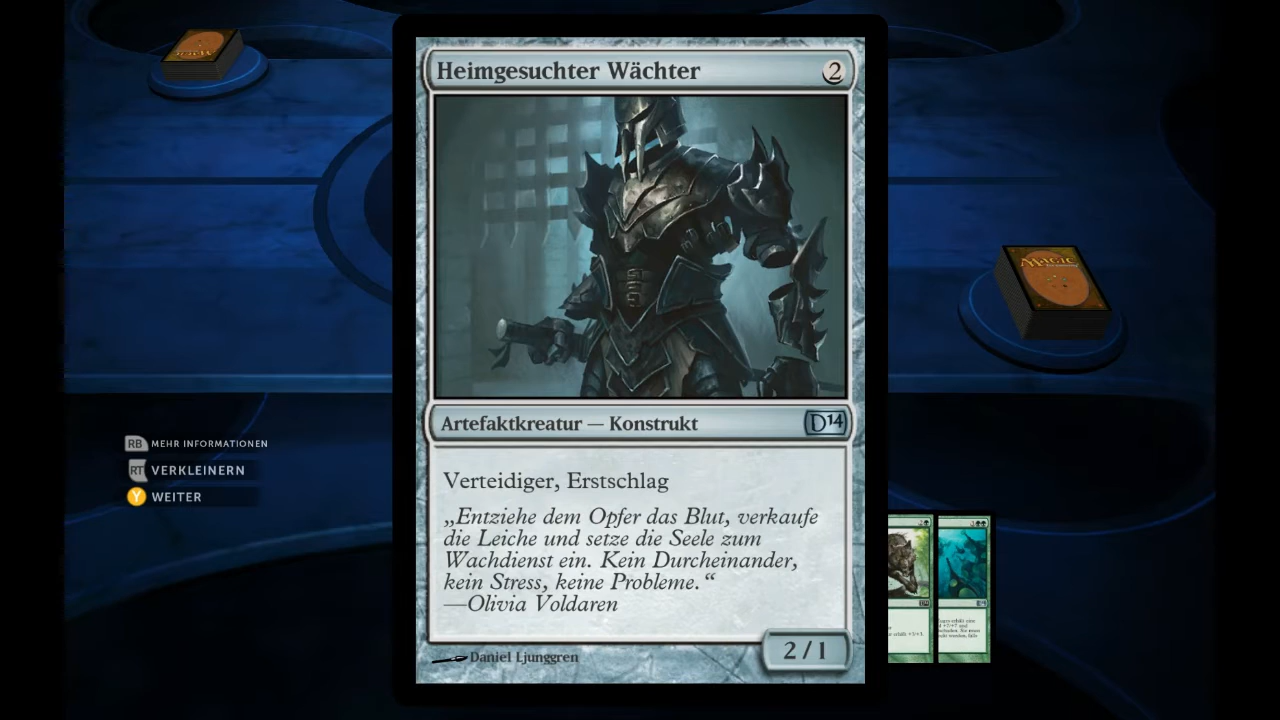 Heimgesuchter Wächter
2
MAGIC
Artefaktkreatur — Konstrukt
D14
RB MEHR INFORMATIONEN
RT VERKLEINERN
Y WEITER
Verteidiger, Erstschlag
„Entziehe dem Opfer das Blut, verkaufe
die Leiche und setze die Seele zum
Wachdienst ein. Kein Durcheinander,
kein Stress, keine Probleme.“
—Olivia Voldaren
2 / 1
Daniel Ljunggren